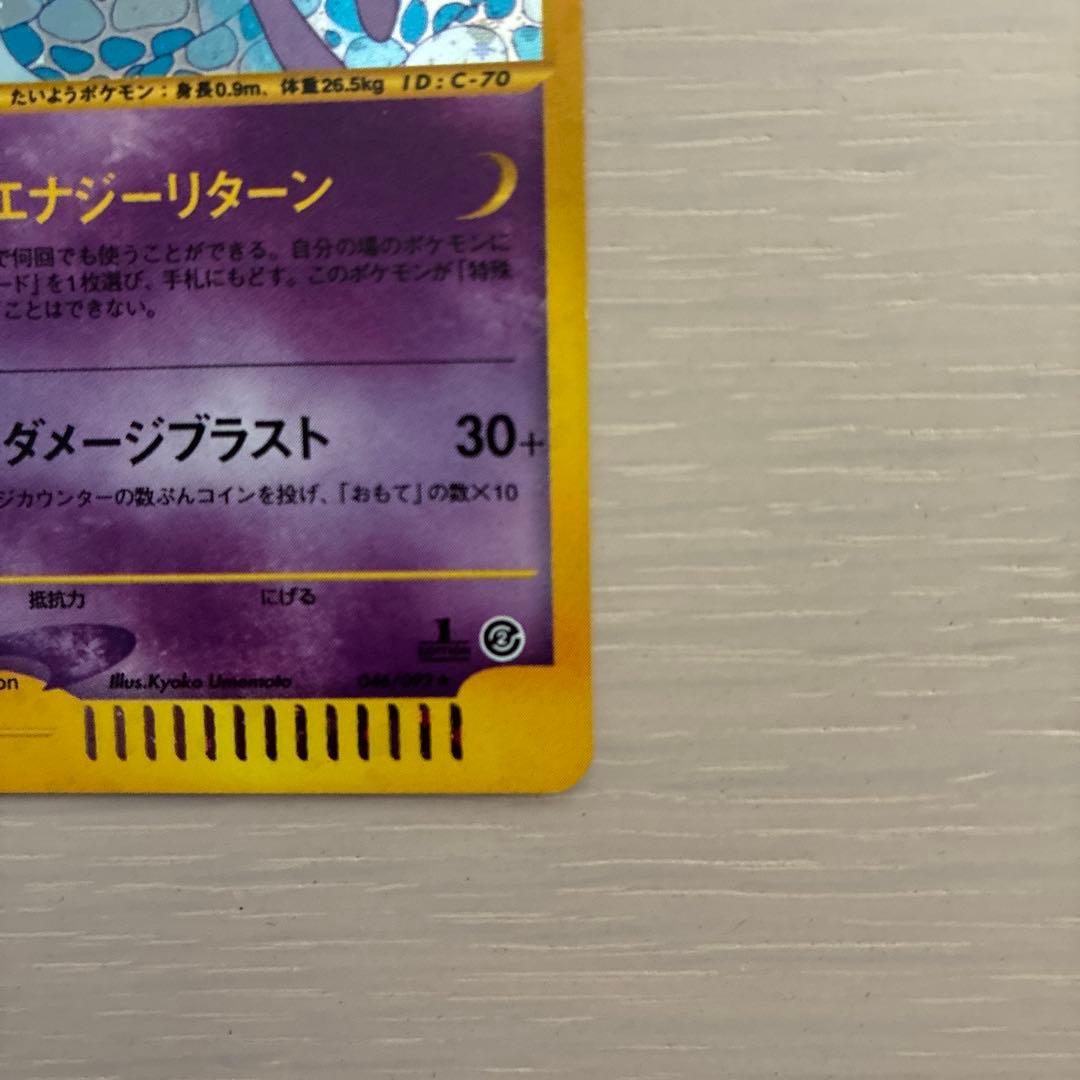 たいようポケモン：身長0.9m、体重26.5kg ID:C-70
エナジーリターン
で何回でも使うことができる。自分の場のポケモンに
ード」を1枚選び、手札にもどす。このポケモンが「特殊
ことはできない。
ダメージブラスト 30+
ジカウンターの数ぶんコインを投げ、「おもて」の数×10
抵抗力 にげる
1
EDITION
on Illus.Kyoko Umemoto 046/092★